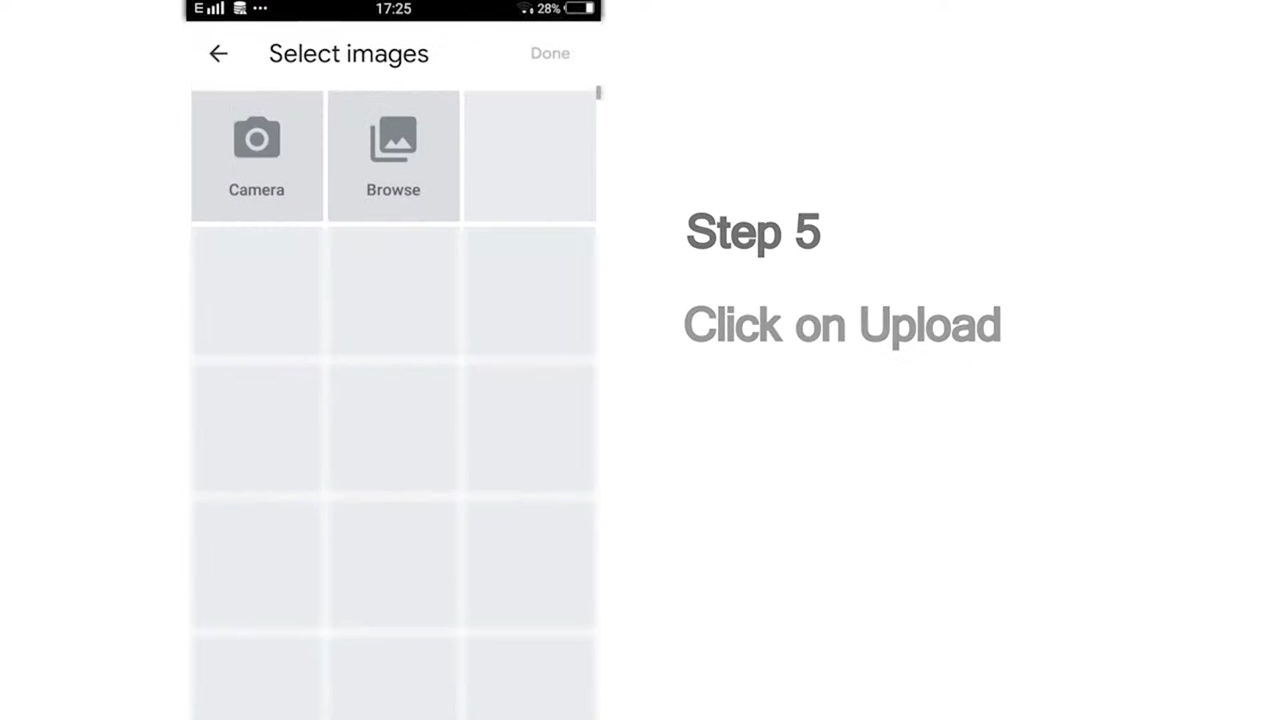 E 17:25 28%
Select images Done
Camera Browse
Step 5
Click on Upload